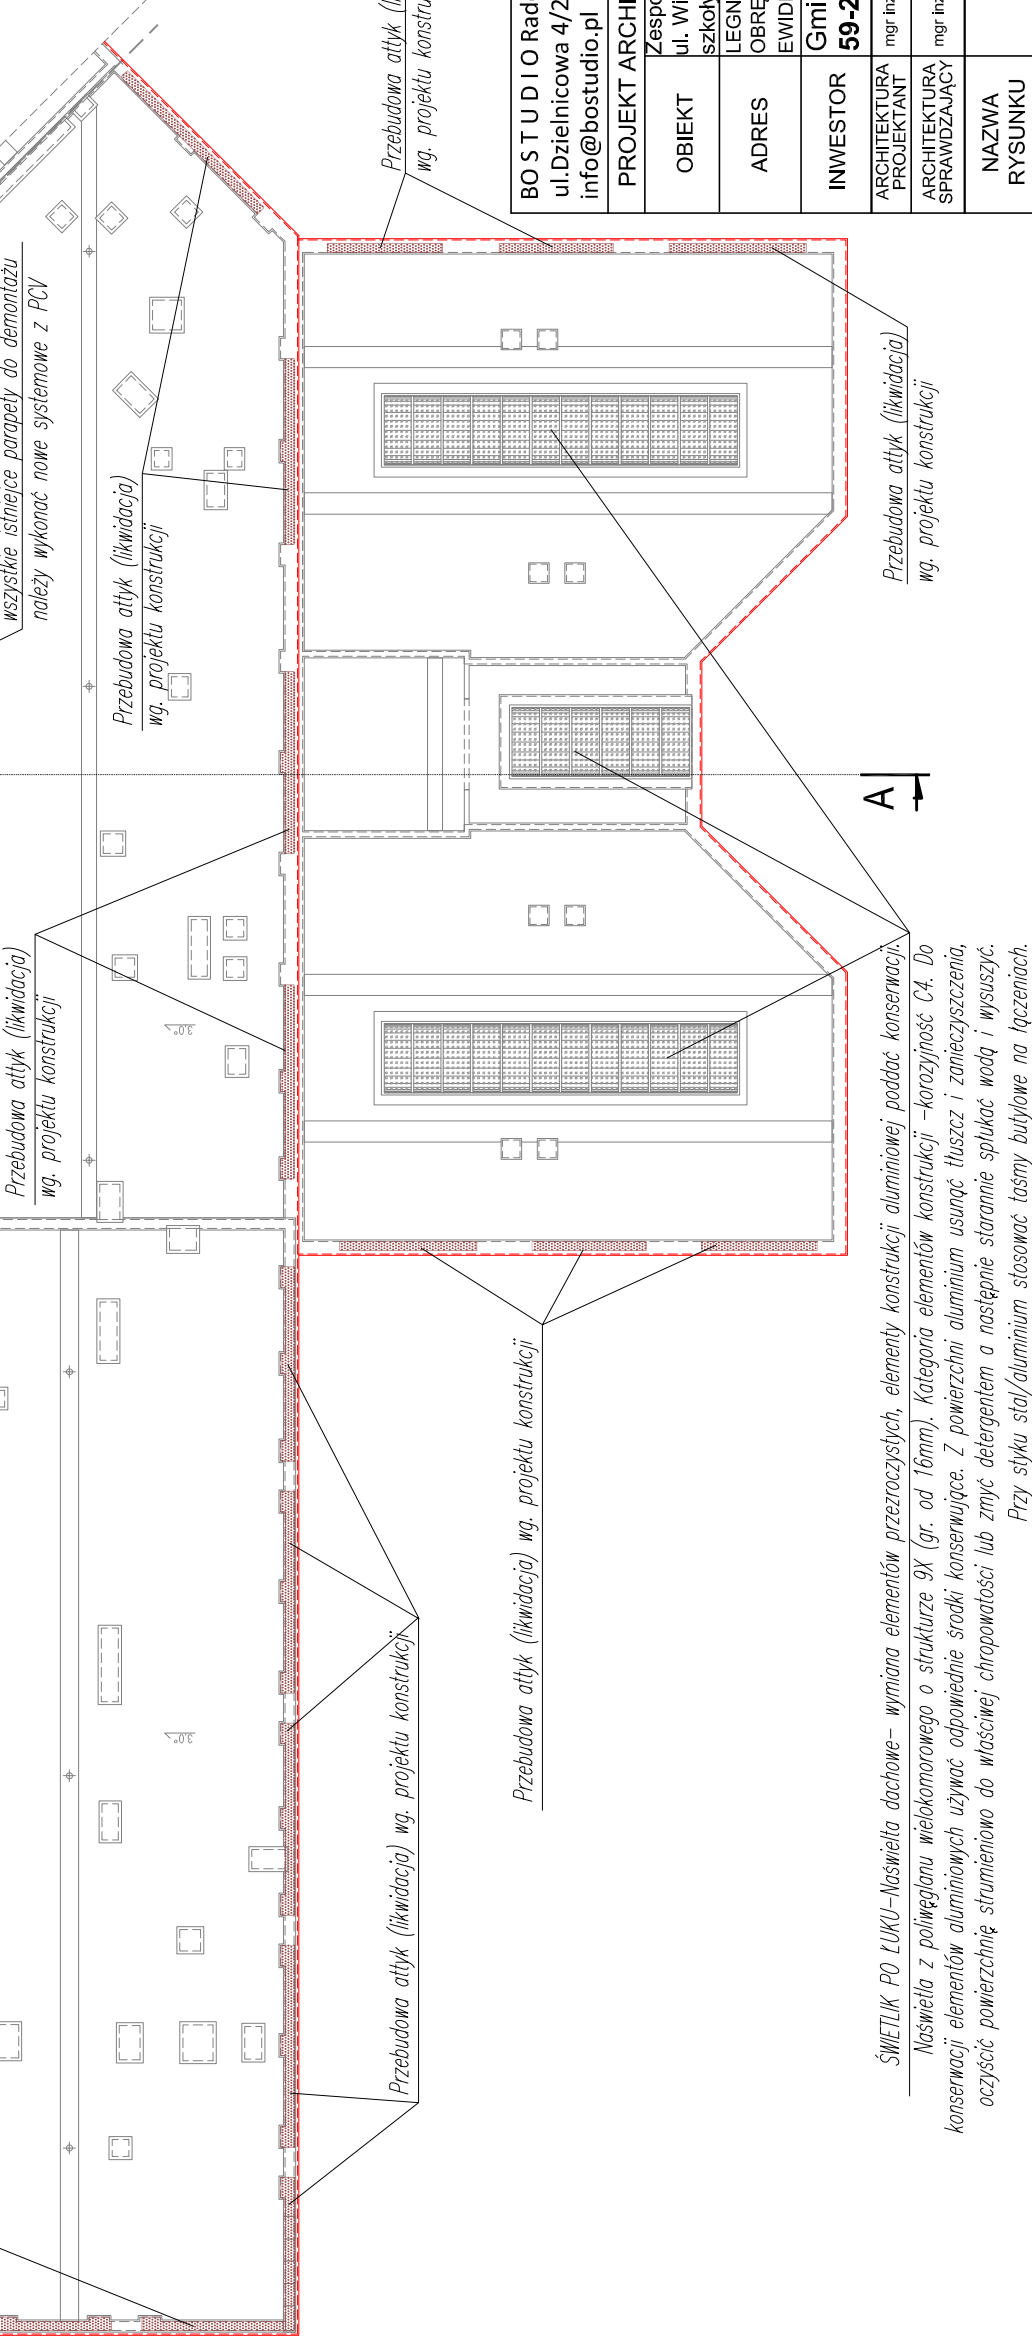 wszystkie istniejce parapety do demontażu
należy wykonać nowe systemowe z PCV
Przebudowa attyk (likwidacja)
wg. projektu konstrukcji
Przebudowa attyk (likwidacja)
wg. projektu konstrukcji
Przebudowa attyk
wg. projektu
Przebudowa attyk (likwidacja)
wg. projektu konstrukcji
Przebudowa attyk (likwidacja) wg. projektu konstrukcji
Przebudowa attyk (likwidacja) wg. projektu konstrukcji
3.0°
3.0°
A
ŚWIETLIK PO ŁUKU-Naświelta dachowe- wymiana elementów przezroczystych, elementy konstrukcji aluminiowej poddać konserwacji.
Naświetla z poliwęglanu wielokomorowego o strukturze 9X (gr. od 16mm). Kategoria elementów konstrukcji -korozyjność C4. Do
konserwacji elementów aluminiowych używać odpowiednie środki konserwujące. Z powierzchni aluminium usunąć tłuszcz i zanieczyszczenia,
oczyścić powierzchnię strumieniowo do właściwej chropowatości lub zmyć detergentem a następnie starannie spłukać wodą i wysuszyć.
Przy styku stal/aluminium stosować taśmy butylowe na łączeniach.
BO S T U D I O
ul.Dzielnicowa 4/2
info@bostudio.pl
PROJEKT
OBIEKT
ul.
ADRES
INWESTOR
ARCHITEKTURA
PROJEKTANT
mgr
ARCHITEKTURA
SPRAWDZAJĄCY
mgr
NAZWA
RYSUNKU